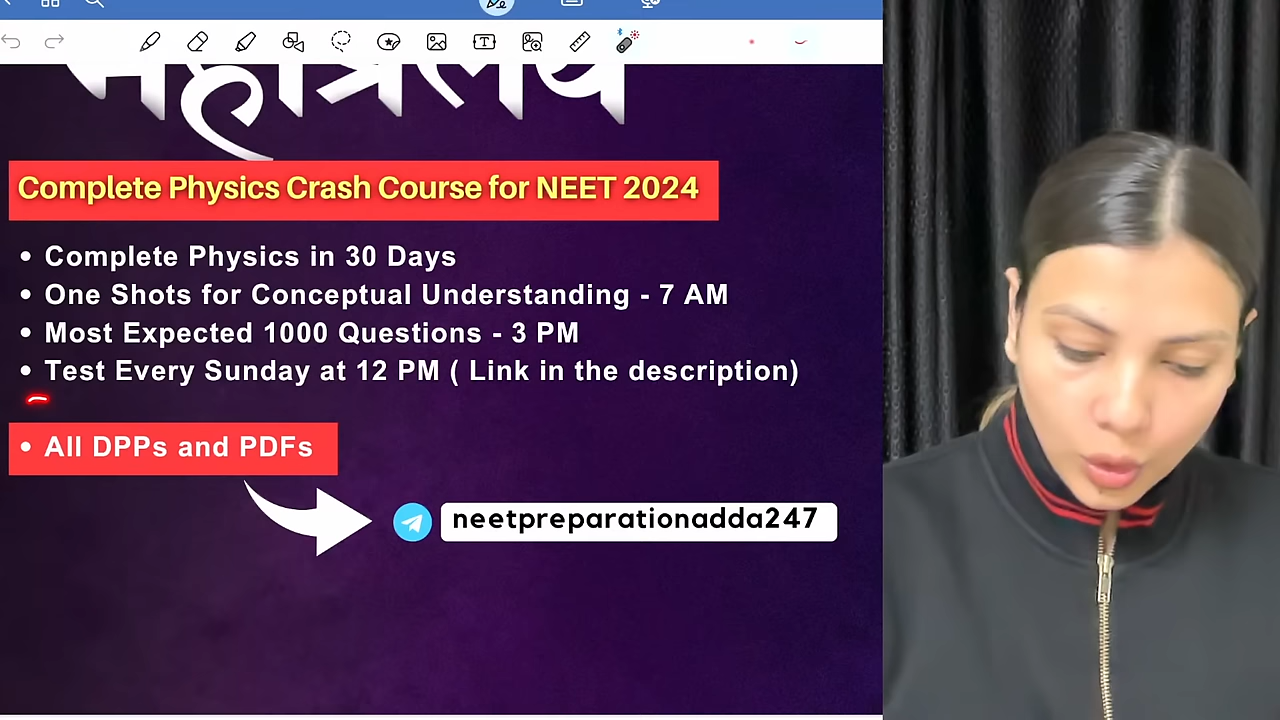 महाप्रलय
Complete Physics Crash Course for NEET 2024
• Complete Physics in 30 Days
• One Shots for Conceptual Understanding - 7 AM
• Most Expected 1000 Questions - 3 PM
• Test Every Sunday at 12 PM ( Link in the description)
• All DPPs and PDFs
neetpreparationadda247